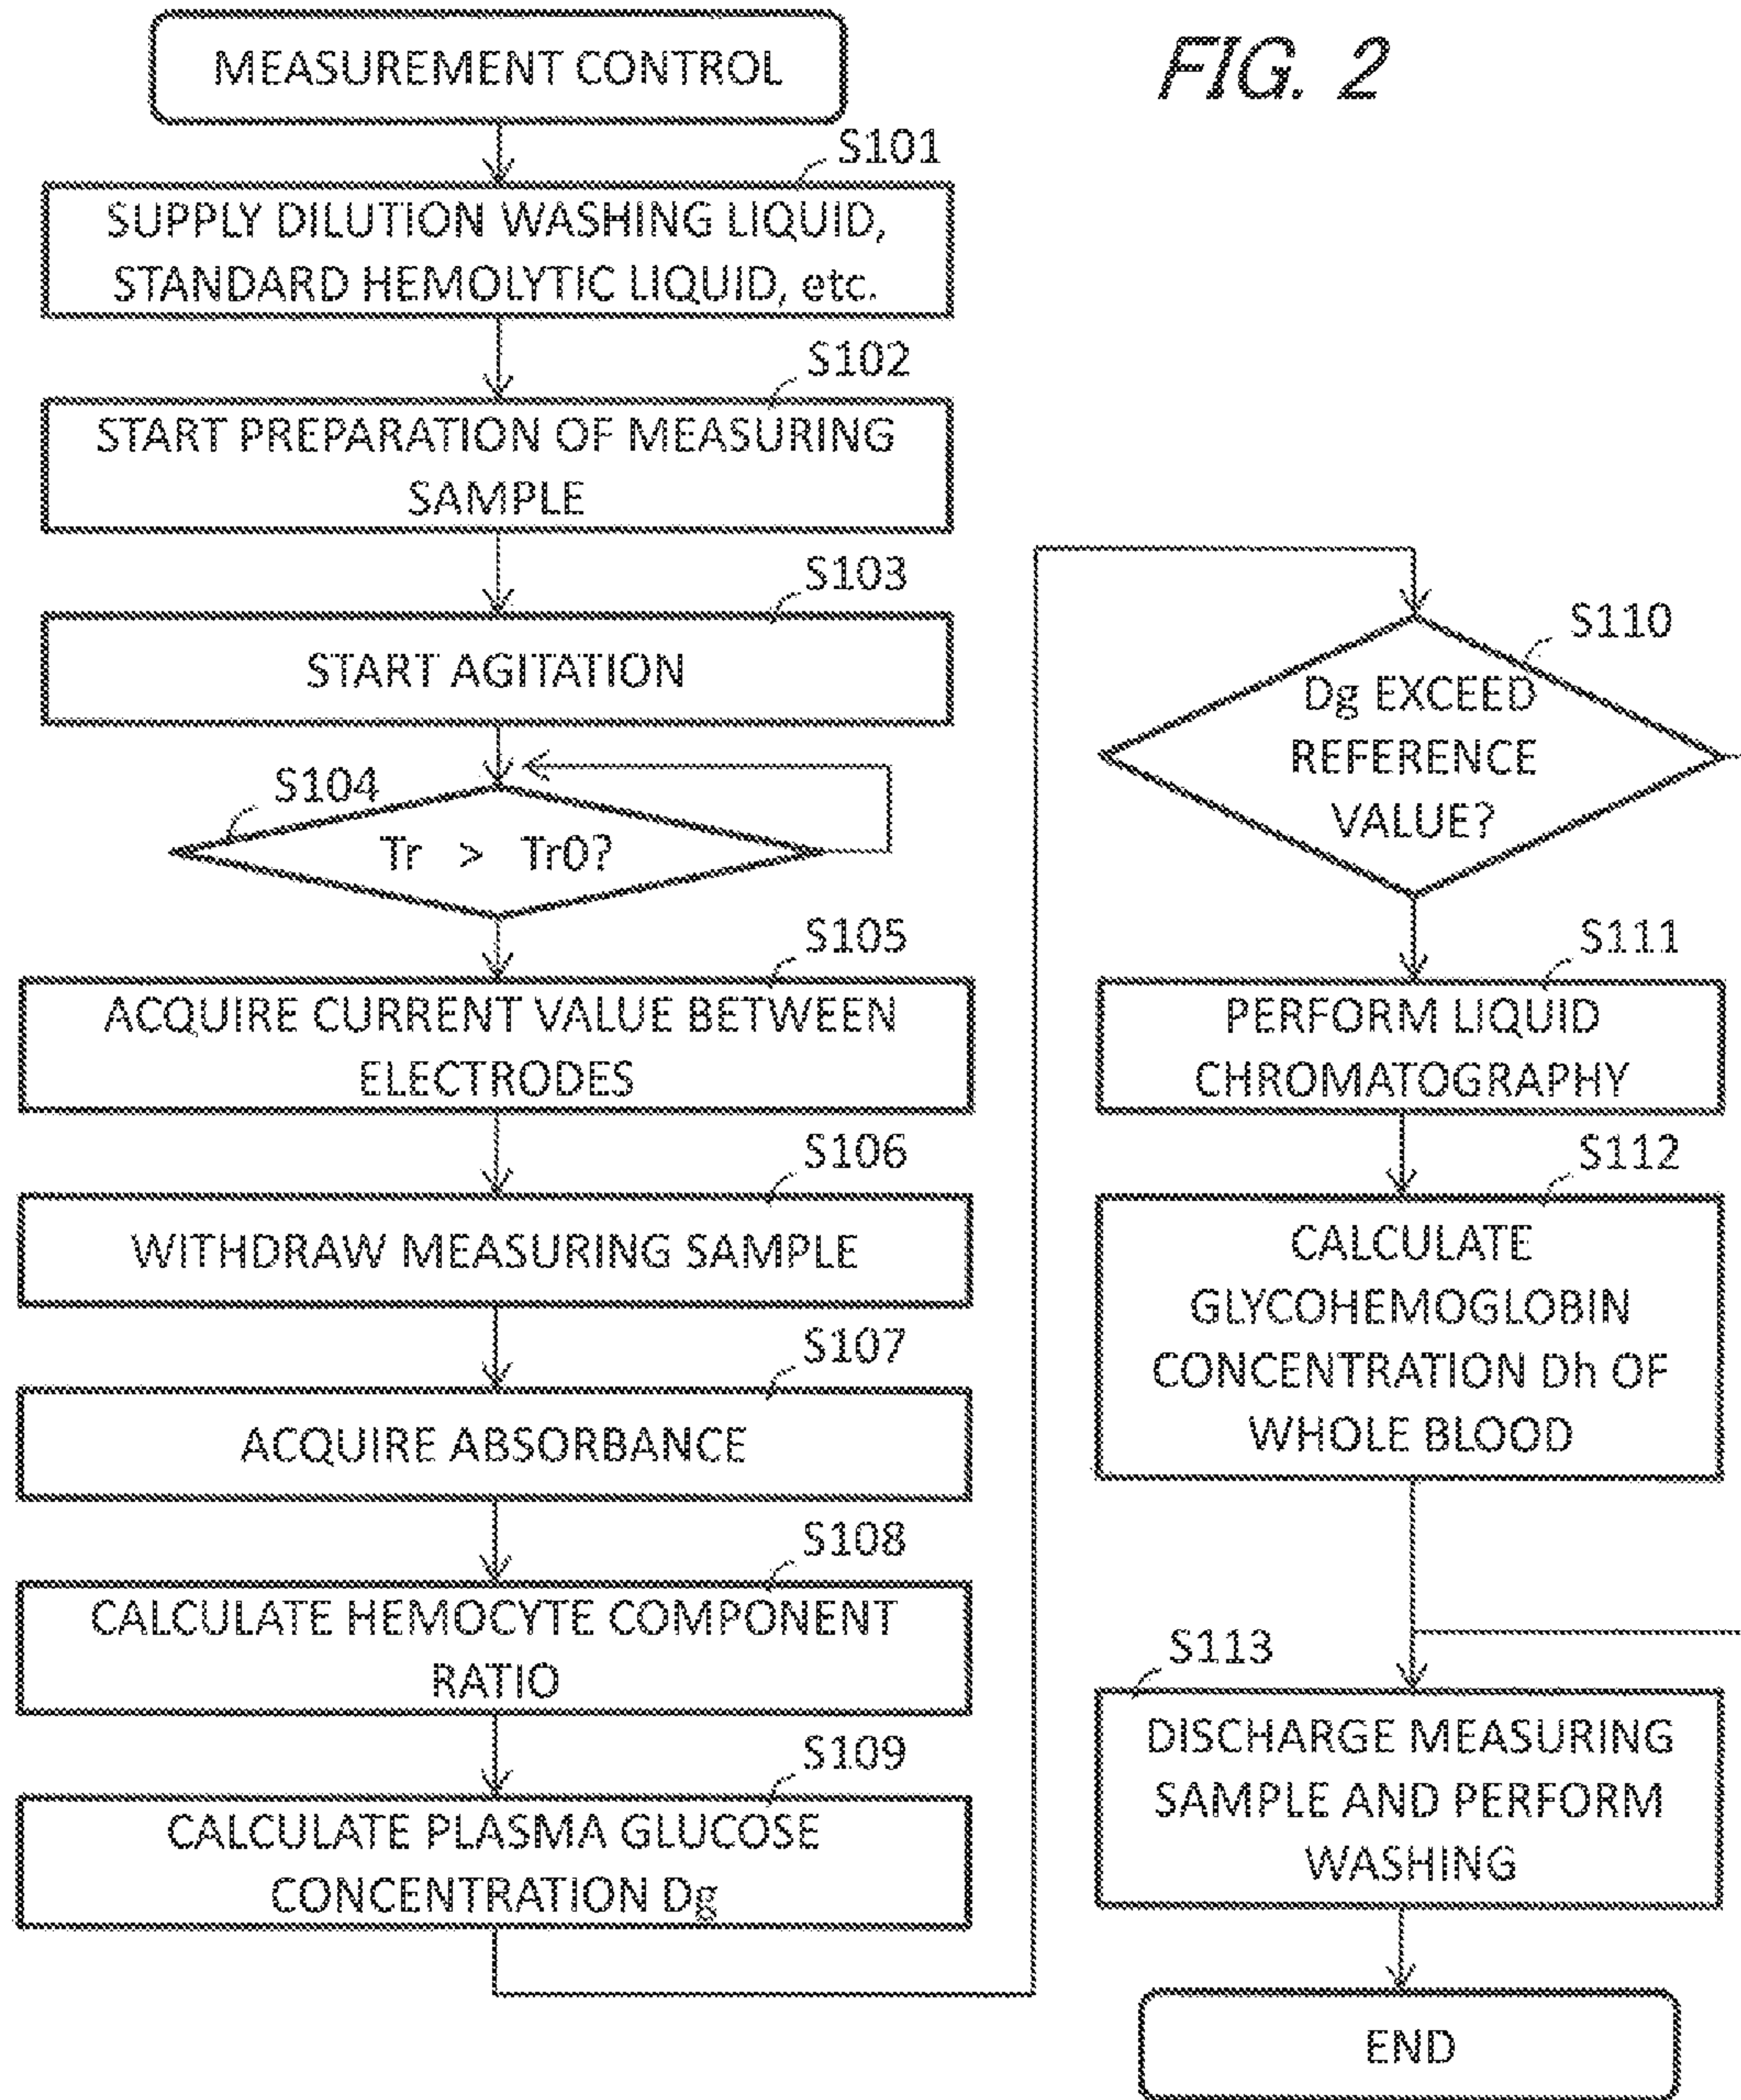 FIG. 2
MEASUREMENT CONTROL
S101
SUPPLY DILUTION WASHING LIQUID,
STANDARD HEMOLYTIC LIQUID, etc.
S102
START PREPARATION OF MEASURING
SAMPLE
S103
START AGITATION
S104
Tr > Tr0?
S105
ACQUIRE CURRENT VALUE BETWEEN
ELECTRODES
S106
WITHDRAW MEASURING SAMPLE
S107
ACQUIRE ABSORBANCE
S108
CALCULATE HEMOCYTE COMPONENT
RATIO
S109
CALCULATE PLASMA GLUCOSE
CONCENTRATION Dg
S110
Dg EXCEED
REFERENCE
VALUE?
S111
PERFORM LIQUID
CHROMATOGRAPHY
S112
CALCULATE
GLYCOHEMOGLOBIN
CONCENTRATION Dh OF
WHOLE BLOOD
S113
DISCHARGE MEASURING
SAMPLE AND PERFORM
WASHING
END